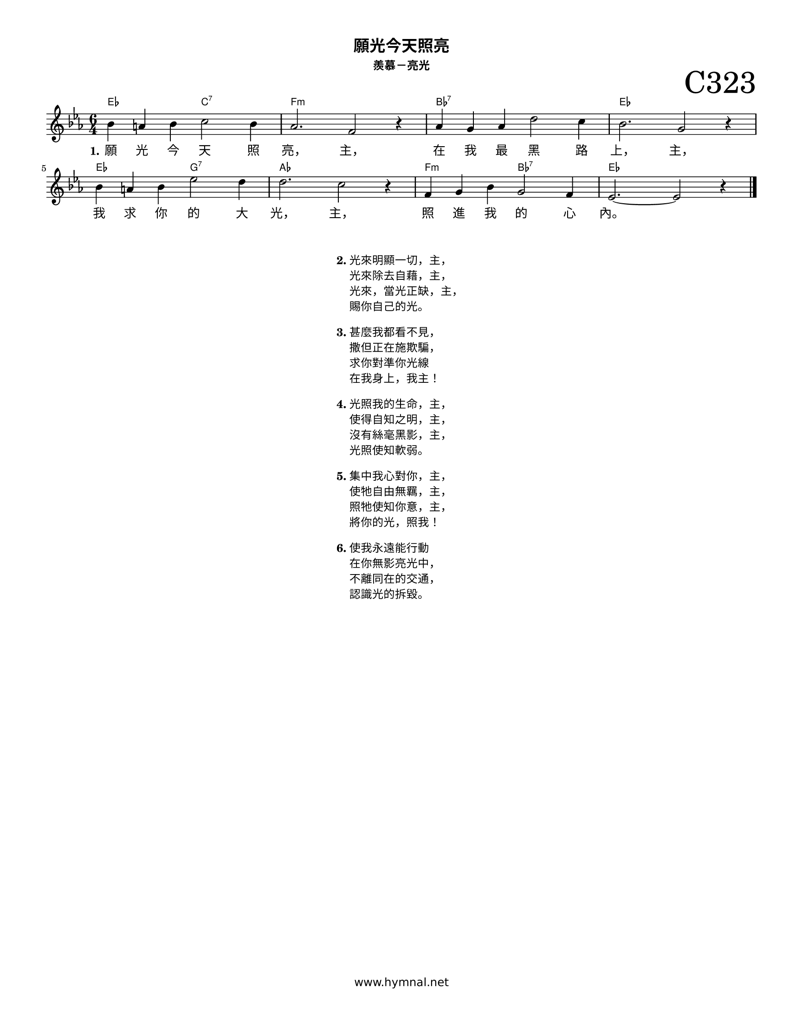 願光今天照亮
羨慕－亮光
C323
E♭ C7 Fm B♭7 E♭
6/4
1. 願 光 今 天 照 亮， 主， 在 我 最 黑 路 上， 主，
5 E♭ G7 A♭ Fm B♭7 E♭
我 求 你 的 大 光， 主， 照 進 我 的 心 內。
2. 光來明顯一切，主，
光來除去自藉，主，
光來，當光正缺，主，
賜你自己的光。
3. 甚麼我都看不見，
撒但正在施欺騙，
求你對準你光線
在我身上，我主！
4. 光照我的生命，主，
使得自知之明，主，
沒有絲毫黑影，主，
光照使知軟弱。
5. 集中我心對你，主，
使牠自由無羈，主，
照牠使知你意，主，
將你的光，照我！
6. 使我永遠能行動
在你無影亮光中，
不離同在的交通，
認識光的拆毀。
www.hymnal.net